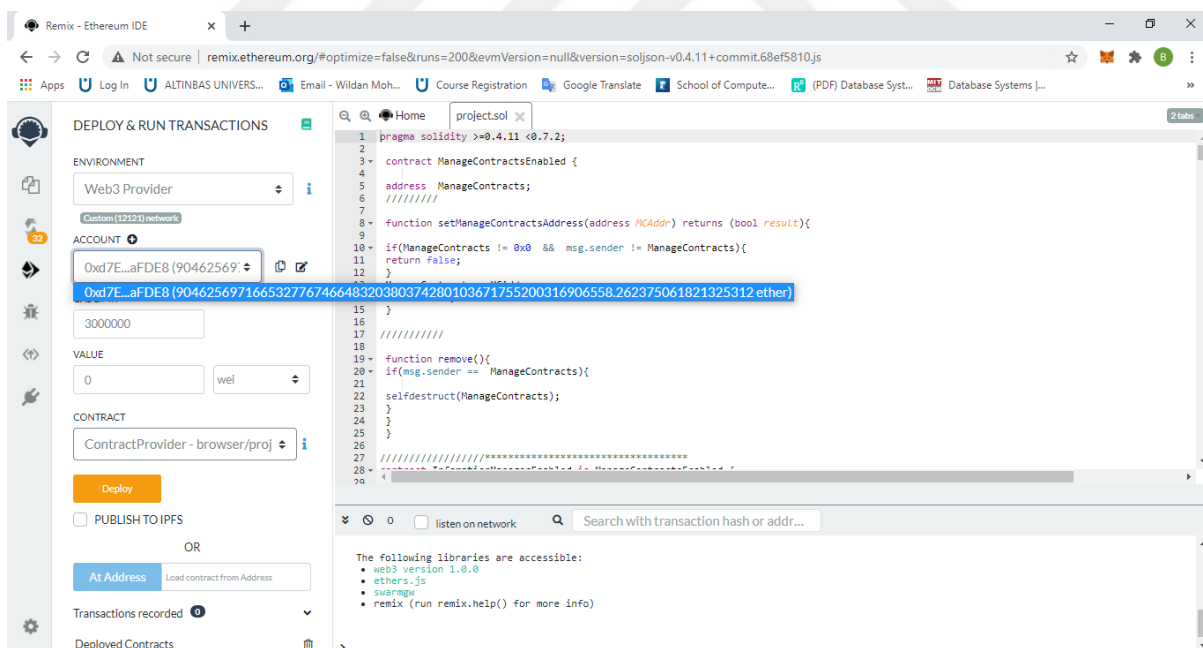 Remix - Ethereum IDE
Not secure | remix.ethereum.org/#optimize=false&runs=200&evmVersion=null&version=soljson-v0.4.11+commit.68ef5810.js
B
Apps Log In ALTINBAS UNIVERS... Email - Wildan Moh... Course Registration Google Translate School of Compute... (PDF) Database Syst... Database Systems |... »
DEPLOY & RUN TRANSACTIONS
ENVIRONMENT
Web3 Provider
i
Custom (12121) network
32
ACCOUNT
0xd7E...aFDE8 (90462569
0xd7E...aFDE8 (904625697166532776746648320380374280103671755200316906558.262375061821325312 ether)
3000000
VALUE
0
wei
CONTRACT
ContractProvider - browser/proj
i
Deploy
PUBLISH TO IPFS
OR
At Address Load contract from Address
Transactions recorded 0
Deployed Contracts
Home project.sol
2 tabs
1 pragma solidity >=0.4.11 <0.7.2;
2
3 contract ManageContractsEnabled {
4
5 address ManageContracts;
6 /////////
7
8 function setManageContractsAddress(address MCAddr) returns (bool result){
9
10 if(ManageContracts != 0x0 && msg.sender != ManageContracts){
11 return false;
12 }
15 }
16
17 ///////////
18
19 function remove(){
20 if(msg.sender == ManageContracts){
21
22 selfdestruct(ManageContracts);
23 }
24 }
25 }
26
27 //////////////////***********************************
28
29
0 listen on network Search with transaction hash or addr...
The following libraries are accessible:
• web3 version 1.0.0
• ethers.js
• swarmgw
• remix (run remix.help() for more info)